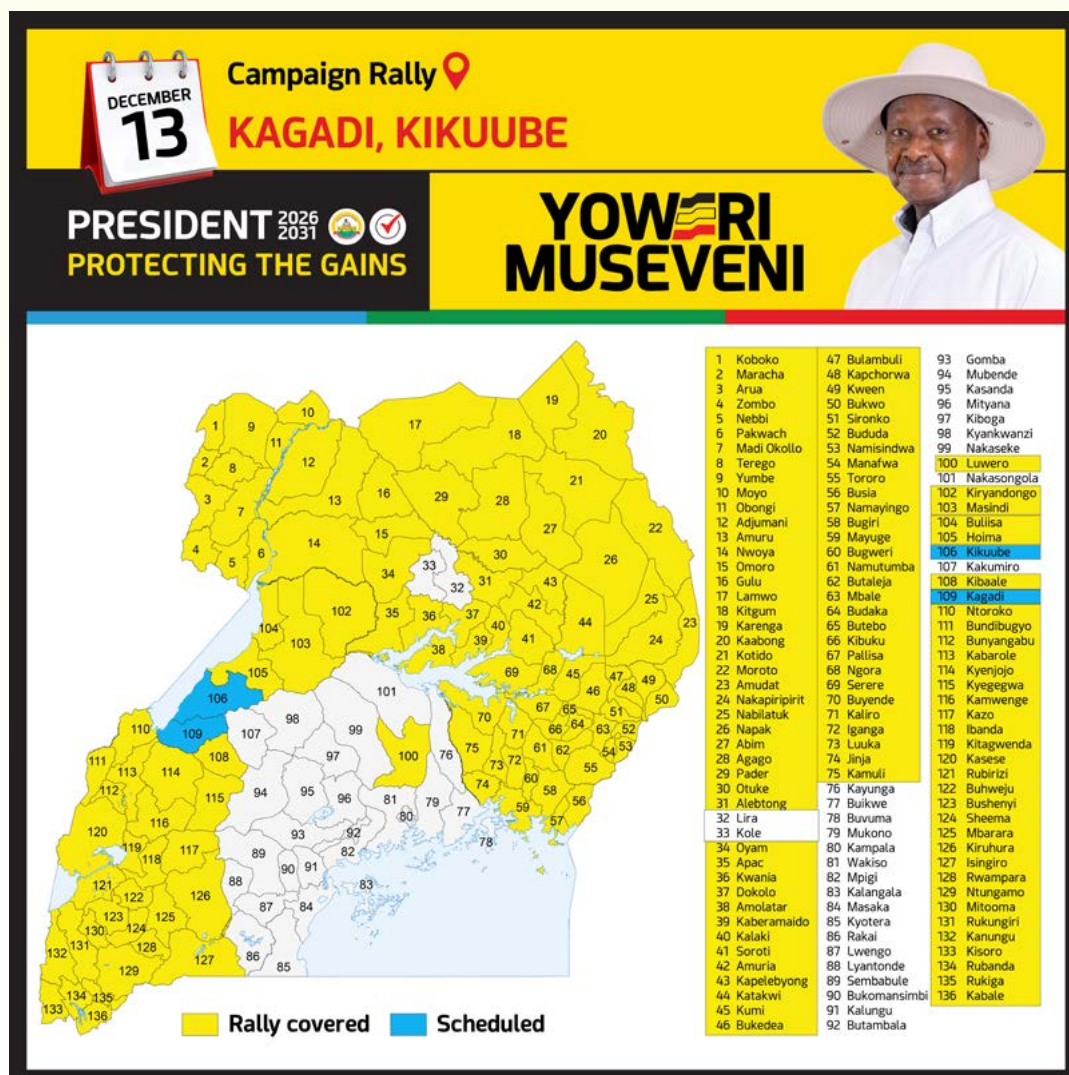 DECEMBER
13
Campaign Rally
KAGADI, KIKUUBE
PRESIDENT 2026 2031
PROTECTING THE GAINS
YOWERI
MUSEVENI
1 Koboko
2 Maracha
3 Arua
4 Zombo
5 Nebbi
6 Pakwach
7 Madi Okollo
8 Terego
9 Yumbe
10 Moyo
11 Obongi
12 Adjumani
13 Amuru
14 Nwoya
15 Omoro
16 Gulu
17 Lamwo
18 Kitgum
19 Karenga
20 Kaabong
21 Kotido
22 Moroto
23 Amudat
24 Nakapiripirit
25 Nabilatuk
26 Napak
27 Abim
28 Agago
29 Pader
30 Otuke
31 Alebtong
32 Lira
33 Kole
34 Oyam
35 Apac
36 Kwania
37 Dokolo
38 Amolatar
39 Kaberamaido
40 Kalaki
41 Soroti
42 Amuria
43 Kapelebyong
44 Katakwi
45 Kumi
46 Bukedea
47 Bulambuli
48 Kapchorwa
49 Kween
50 Bukwo
51 Sironko
52 Bududa
53 Namisindwa
54 Manafwa
55 Tororo
56 Busia
57 Namayingo
58 Bugiri
59 Mayuge
60 Bugweri
61 Namutumba
62 Butaleja
63 Mbale
64 Budaka
65 Butebo
66 Kibuku
67 Pallisa
68 Ngora
69 Serere
70 Buyende
71 Kaliro
72 Iganga
73 Luuka
74 Jinja
75 Kamuli
76 Kayunga
77 Buikwe
78 Buvuma
79 Mukono
80 Kampala
81 Wakiso
82 Mpigi
83 Kalangala
84 Masaka
85 Kyotera
86 Rakai
87 Lwengo
88 Lyantonde
89 Sembabule
90 Bukomansimbi
91 Kalungu
92 Butambala
93 Gomba
94 Mubende
95 Kasanda
96 Mityana
97 Kiboga
98 Kyankwanzi
99 Nakaseke
100 Luwero
101 Nakasongola
102 Kiryandongo
103 Masindi
104 Buliisa
105 Hoima
106 Kikuube
107 Kakumiro
108 Kibaale
109 Kagadi
110 Ntoroko
111 Bundibugyo
112 Bunyangabu
113 Kabarole
114 Kyenjojo
115 Kyegegwa
116 Kamwenge
117 Kazo
118 Ibanda
119 Kitagwenda
120 Kasese
121 Rubirizi
122 Buhweju
123 Bushenyi
124 Sheema
125 Mbarara
126 Kiruhura
127 Isingiro
128 Rwampara
129 Ntungamo
130 Mitooma
131 Rukungiri
132 Kanungu
133 Kisoro
134 Rubanda
135 Rukiga
136 Kabale
Rally covered
Scheduled